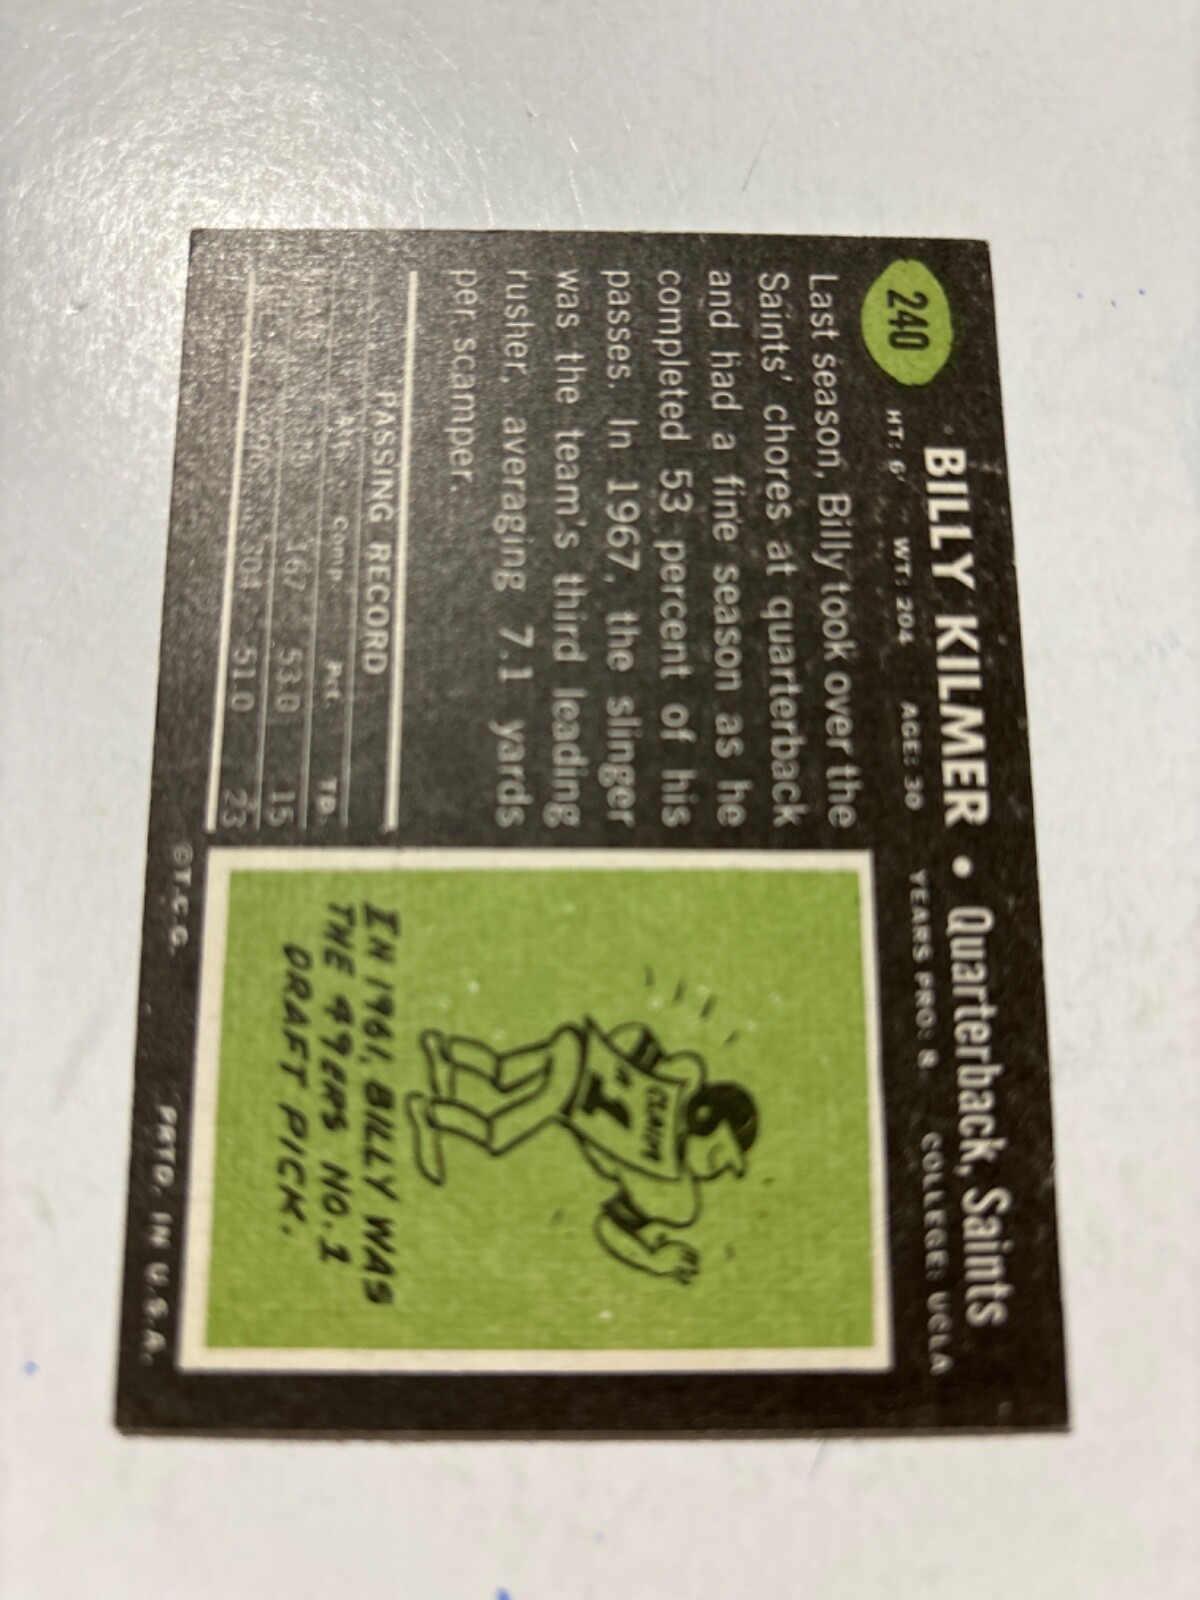 240
BILLY KILMER • Quarterback, Saints
HT: 6' WT: 204 AGE: 30 YEARS PRO: 8 COLLEGE: UCLA
Last season, Billy took over the
Saints' chores at quarterback
and had a fine season as he
completed 53 percent of his
passes. In 1967, the slinger
was the team's third leading
rusher, averaging 7.1 yards
per scamper.
PASSING RECORD
Att. Comp. Pct. TD.
167 53.0 15
304 51.0 23
"1"
IN 1961, BILLY WAS
THE 49ERS NO. 1
DRAFT PICK.
©T.C.G. PRTD. IN U.S.A.